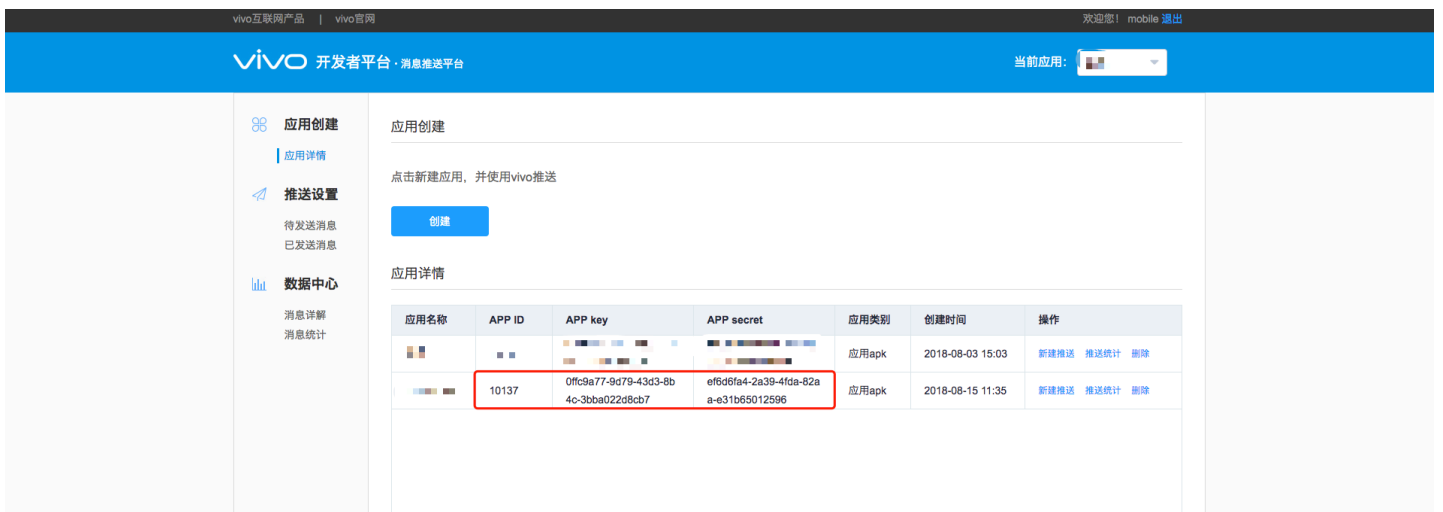 vivo互联网产品 | vivo官网 欢迎您! mobile 退出
vivo 开发者平台 · 消息推送平台 当前应用:
应用创建
应用详情
推送设置
待发送消息
已发送消息
数据中心
消息详解
消息统计
应用创建
点击新建应用，并使用vivo推送
创建
应用详情
应用名称 APP ID APP key APP secret 应用类别 创建时间 操作
应用apk 2018-08-03 15:03 新建推送 推送统计 删除
10137 0ffc9a77-9d79-43d3-8b ef6d6fa4-2a39-4fda-82a 应用apk 2018-08-15 11:35 新建推送 推送统计 删除
4c-3bba022d8cb7 a-e31b65012596